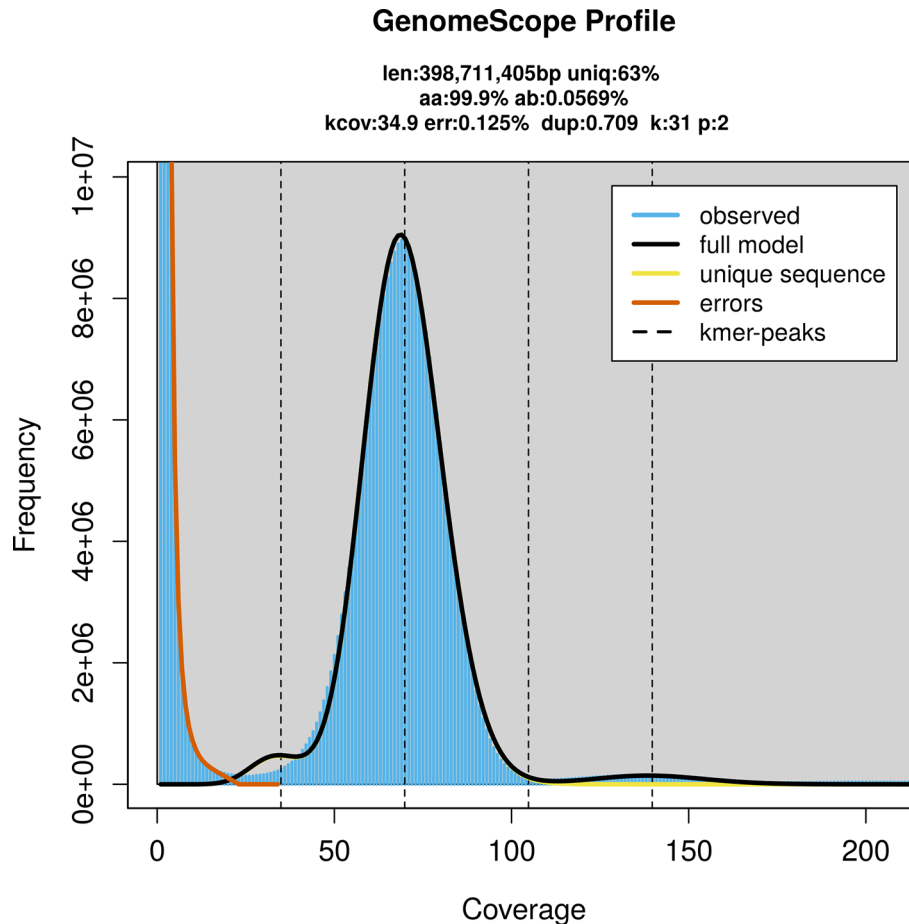 GenomeScope Profile
len:398,711,405bp uniq:63%
aa:99.9% ab:0.0569%
kcov:34.9 err:0.125% dup:0.709 k:31 p:2
1e+07
8e+06
6e+06
4e+06
2e+06
0e+00
Frequency
observed
full model
unique sequence
errors
kmer-peaks
0 50 100 150 200
Coverage